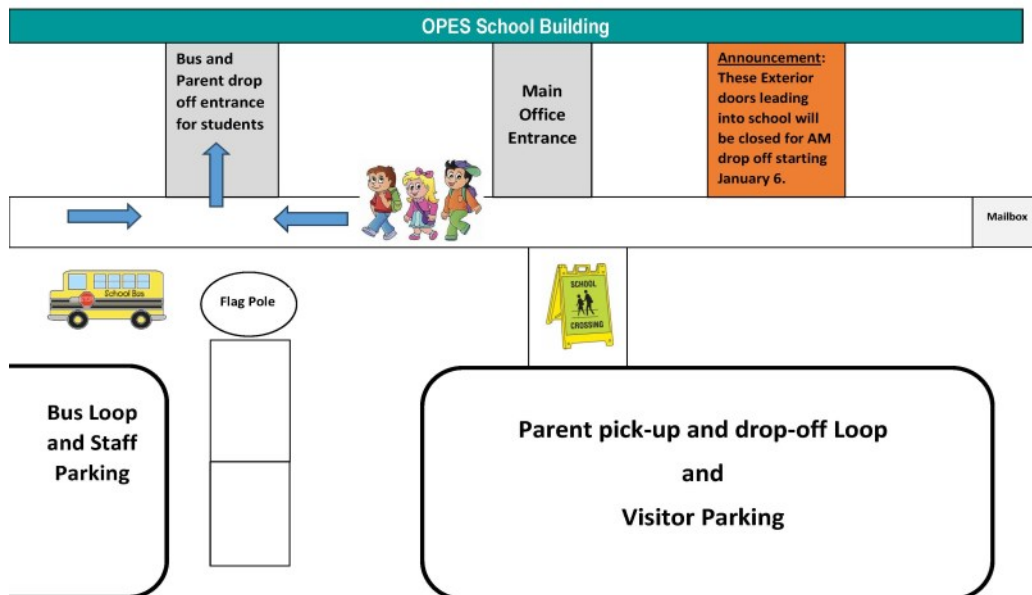 OPES School Building
Bus and
Parent drop
off entrance
for students
Main
Office
Entrance
Announcement:
These Exterior
doors leading
into school will
be closed for AM
drop off starting
January 6.
Mailbox
School Bus
STOP
Flag Pole
SCHOOL
CROSSING
Bus Loop
and Staff
Parking
Parent pick-up and drop-off Loop
and
Visitor Parking